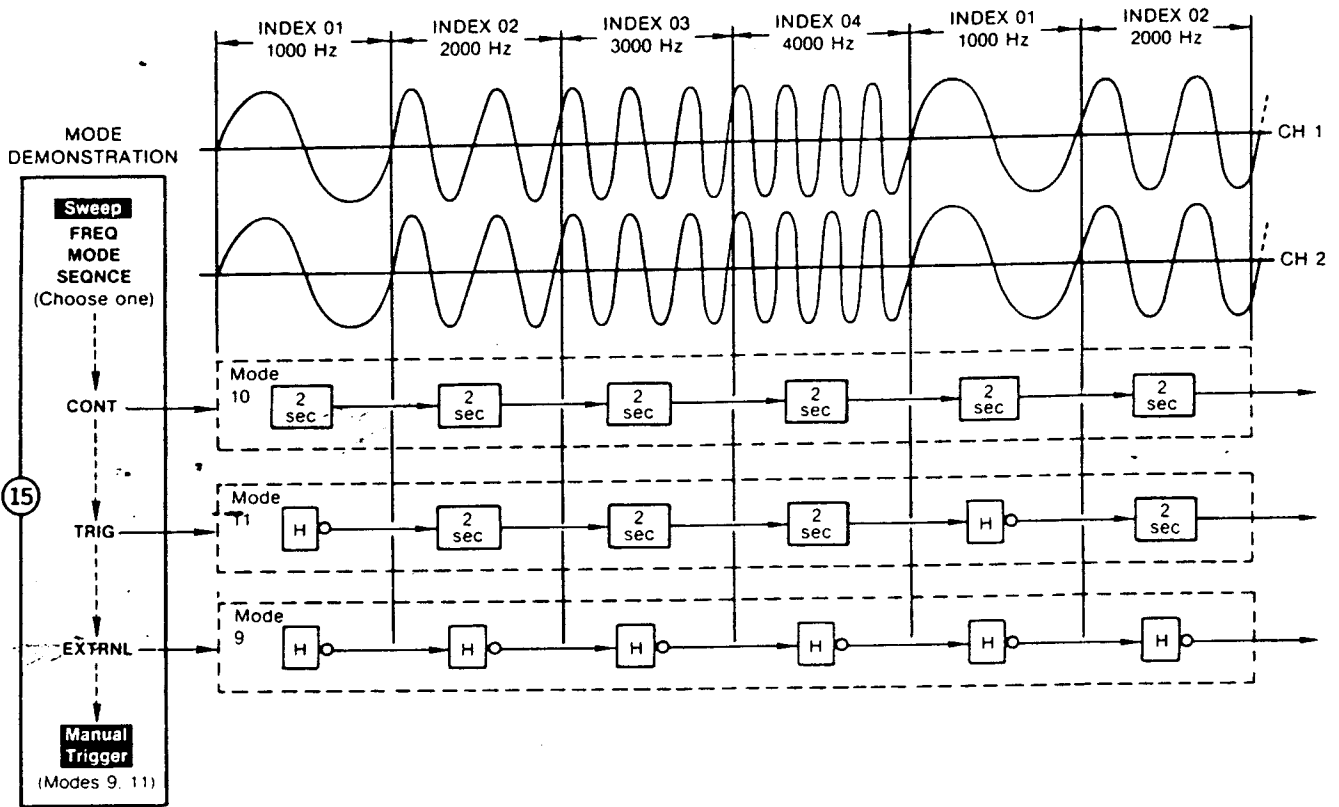 INDEX 01
1000 Hz
INDEX 02
2000 Hz
INDEX 03
3000 Hz
INDEX 04
4000 Hz
INDEX 01
1000 Hz
INDEX 02
2000 Hz
CH 1
CH 2
MODE
DEMONSTRATION
Sweep
FREQ
MODE
SEQNCE
(Choose one)
CONT
Mode
10
2
sec
2
sec
2
sec
2
sec
2
sec
2
sec
15
TRIG
Mode
11
H
2
sec
2
sec
2
sec
H
2
sec
EXTRNL
Mode
9
H
H
H
H
H
H
Manual
Trigger
(Modes 9, 11)